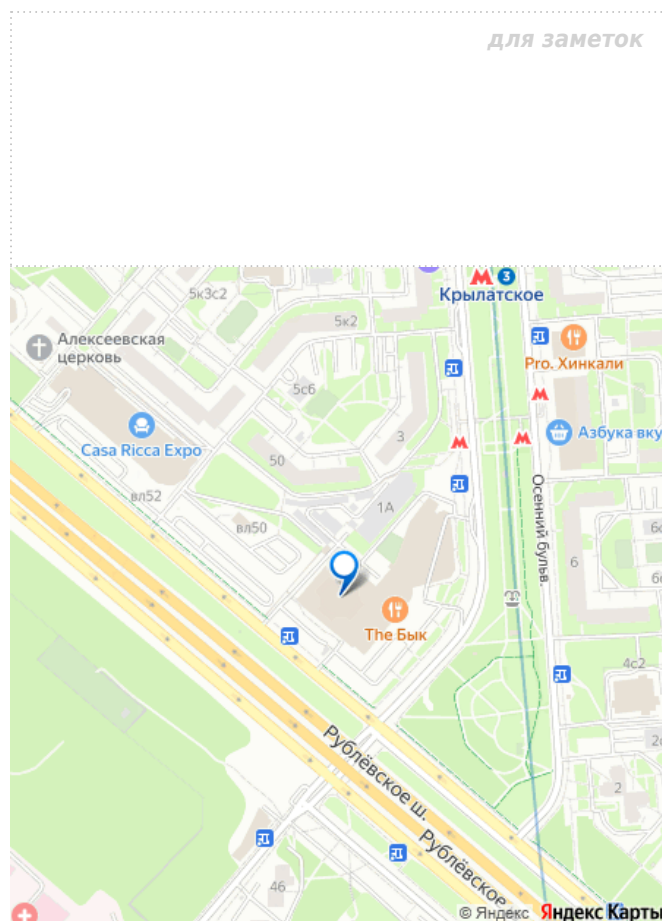 для заметок
3
Крылатское
5к3с2
5к2
Алексеевская
церковь
Pro. Хинкали
5с6
Casa Ricca Expo
3
Азбука вку
50
вл52
1А
Осенний бульв.
вл50
6
The Бык
4с2
Рублёвское ш.
2
Рублёвское
46
© Яндекс Яндекс Карты